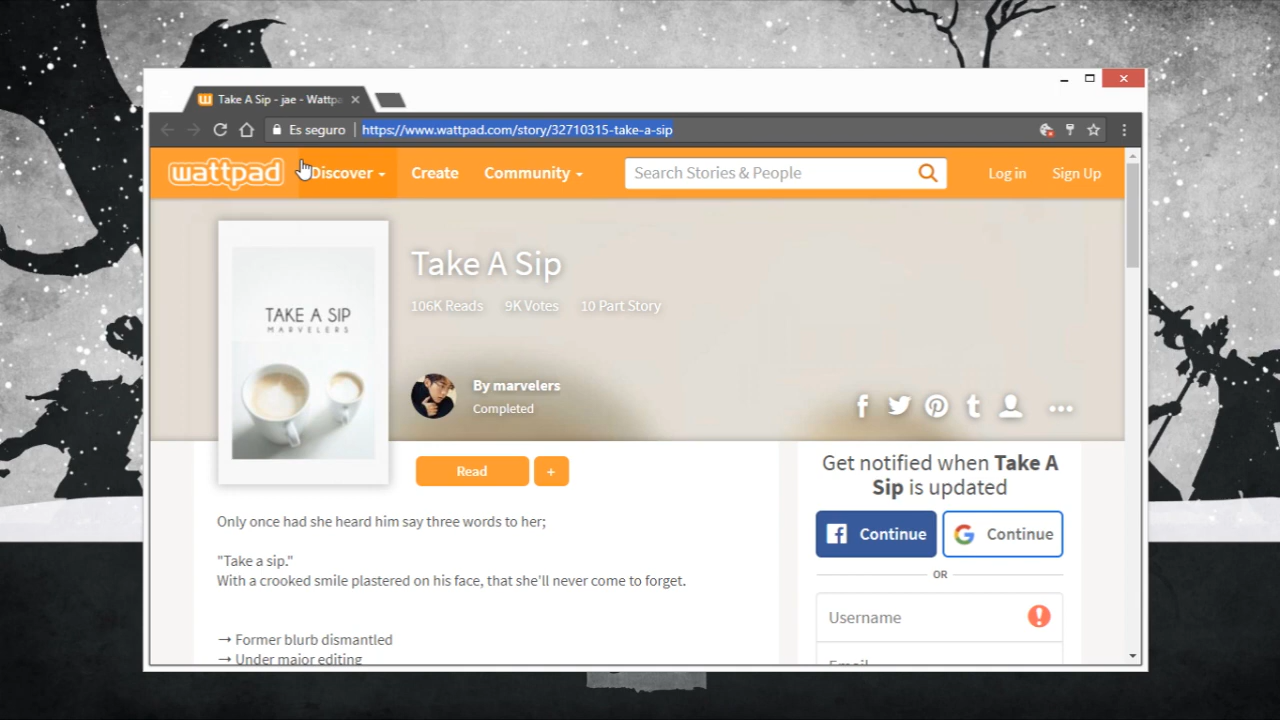 Take A Sip - jae - Wattpa
Es seguro
https://www.wattpad.com/story/32710315-take-a-sip
wattpad
Discover
Create
Community
Search Stories & People
Log in
Sign Up
TAKE A SIP
MARVELERS
Take A Sip
106K Reads
9K Votes
10 Part Story
By marvelers
Completed
Read
+
Only once had she heard him say three words to her;
"Take a sip."
With a crooked smile plastered on his face, that she'll never come to forget.
→ Former blurb dismantled
→ Under major editing
Get notified when Take A
Sip is updated
Continue
Continue
OR
Username
Email